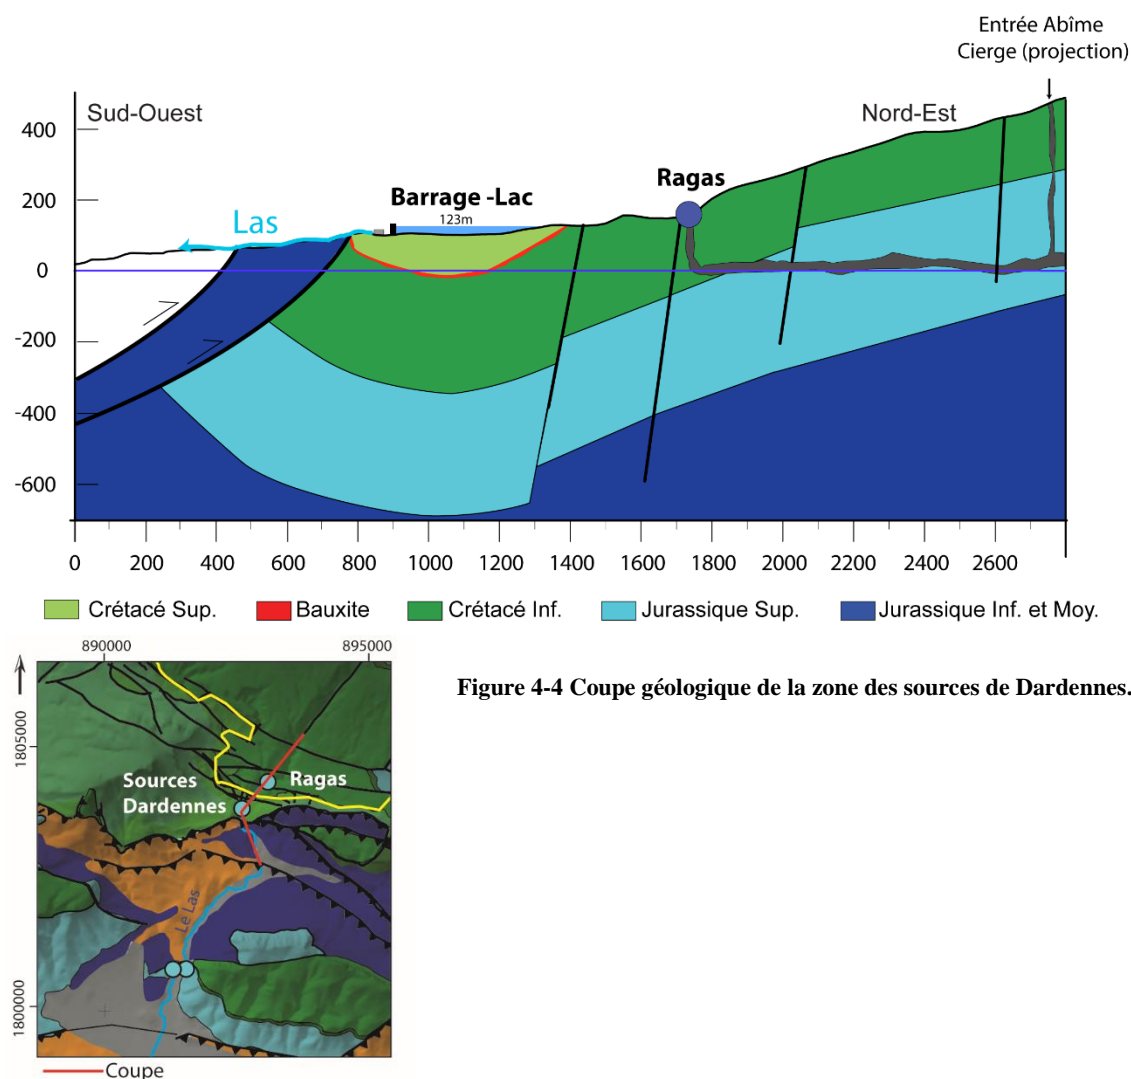 Entrée Abîme
Cierge (projection)
Sud-Ouest
Nord-Est
400
200
0
-200
-400
-600
Las
Barrage -Lac
123m
Ragas
0 200 400 600 800 1000 1200 1400 1600 1800 2000 2200 2400 2600
Crétacé Sup. Bauxite Crétacé Inf. Jurassique Sup. Jurassique Inf. et Moy.
890000 895000
Figure 4-4 Coupe géologique de la zone des sources de Dardennes.
1805000
Sources
Dardennes
Ragas
Le Las
1800000
Coupe